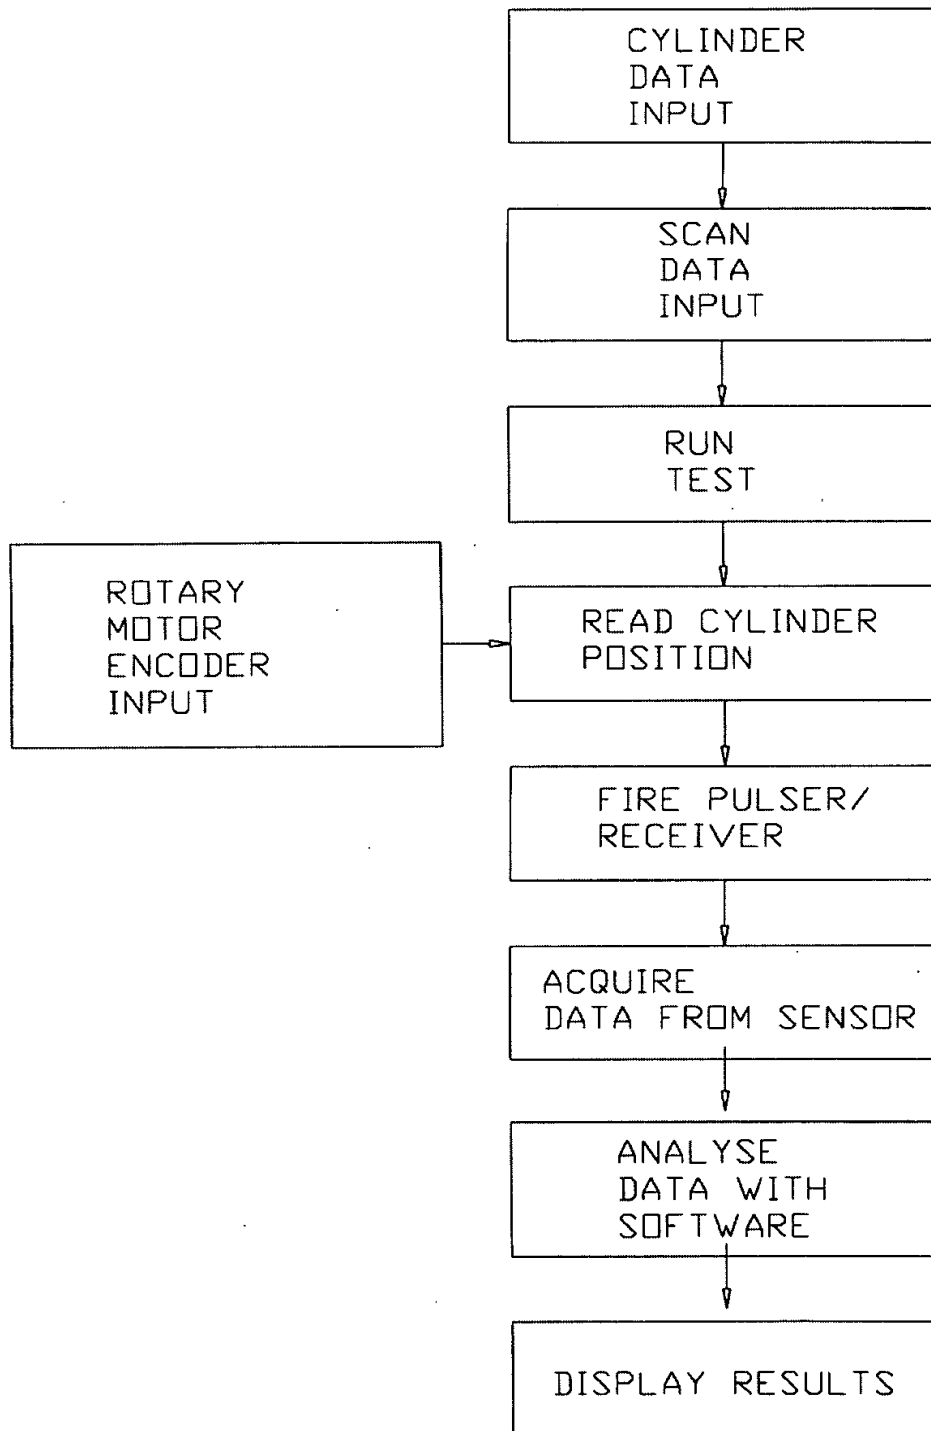 CYLINDER
DATA
INPUT
SCAN
DATA
INPUT
RUN
TEST
ROTARY
MOTOR
ENCODER
INPUT
READ CYLINDER
POSITION
FIRE PULSER/
RECEIVER
ACQUIRE
DATA FROM SENSOR
ANALYSE
DATA WITH
SOFTWARE
DISPLAY RESULTS